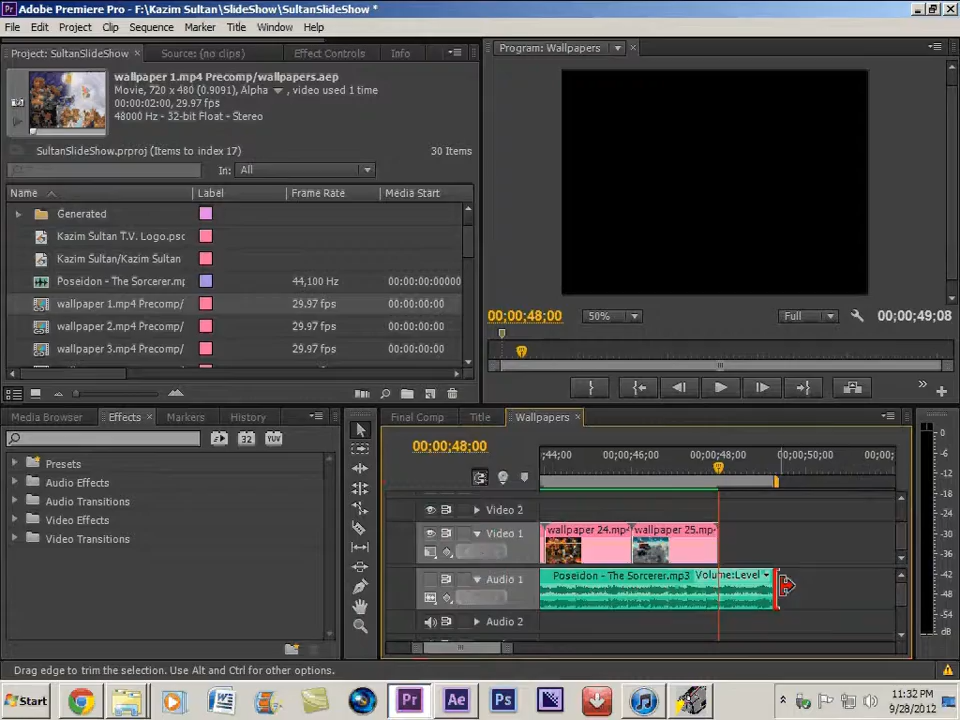 Adobe Premiere Pro - F:\Kazim Sultan\SlideShow\SultanSlideShow *
File Edit Project Clip Sequence Marker Title Window Help
Project: SultanSlideShow × Sources: (no clips) Effect Controls Info
wallpaper 1.mp4 Precomp/wallpapers.aep
Movie, 720 x 480 (0.9091), Alpha , video used 1 time
00:00:02:00, 29.97 fps
48000 Hz - 32-bit Float - Stereo
SultanSlideShow.prproj (Items to index 17) 30 Items
In: All
Name Label Frame Rate Media Start
Generated
Kazim Sultan T.V. Logo.psc
Kazim Sultan/Kazim Sultan
Poseidon - The Sorcerer.mp 44,100 Hz 00:00:00:00000
wallpaper 1.mp4 Precomp/ 29.97 fps 00:00:00:00
wallpaper 2.mp4 Precomp/ 29.97 fps 00:00:00:00
wallpaper 3.mp4 Precomp/ 29.97 fps 00:00:00:00
Program: Wallpapers ×
00;00;48;00 50% Full 00;00;49;08
Media Browser Effects × Markers History
32 YUV
Presets
Audio Effects
Audio Transitions
Video Effects
Video Transitions
Final Comp Title Wallpapers ×
00;00;48;00
;44;00 00;00;46;00 00;00;48;00 00;00;50;00 00;00;
Video 2
Video 1 wallpaper 24.mp4 wallpaper 25.mp
Audio 1 Poseidon - The Sorcerer.mp3 Volume:Level
Audio 2
0
-6
-12
-18
-24
-30
-36
-42
-48
-54
dB
Drag edge to trim the selection. Use Alt and Ctrl for other options.
Start Pr Ae Ps
11:32 PM
9/28/2012